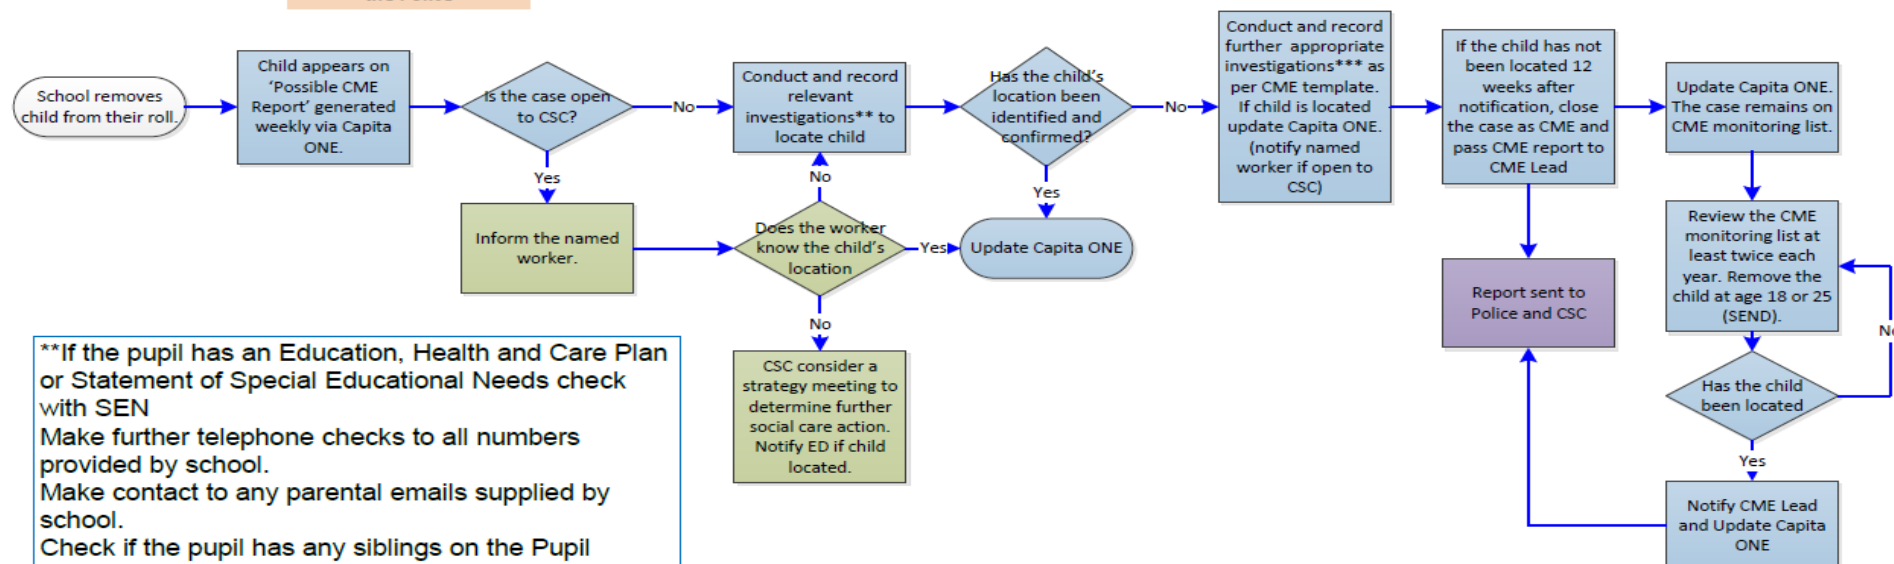 School removes
child from their roll.
Child appears on
‘Possible CME
Report’ generated
weekly via Capita
ONE.
Is the case open
to CSC?
No
Yes
Inform the named
worker.
Conduct and record
relevant
investigations** to
locate child
No
Does the worker
know the child’s
location
Yes
No
CSC consider a
strategy meeting to
determine further
social care action.
Notify ED if child
located.
Has the child’s
location been
identified and
confirmed?
No
Yes
Update Capita ONE
Conduct and record
further appropriate
investigations*** as
per CME template.
If child is located
update Capita ONE.
(notify named
worker if open to
CSC)
If the child has not
been located 12
weeks after
notification, close
the case as CME and
pass CME report to
CME Lead
Report sent to
Police and CSC
Update Capita ONE.
The case remains on
CME monitoring list.
Review the CME
monitoring list at
least twice each
year. Remove the
child at age 18 or 25
(SEND).
Has the child
been located
No
Yes
Notify CME Lead
and Update Capita
ONE
**If the pupil has an Education, Health and Care Plan
or Statement of Special Educational Needs check
with SEN
Make further telephone checks to all numbers
provided by school.
Make contact to any parental emails supplied by
school.
Check if the pupil has any siblings on the Pupil